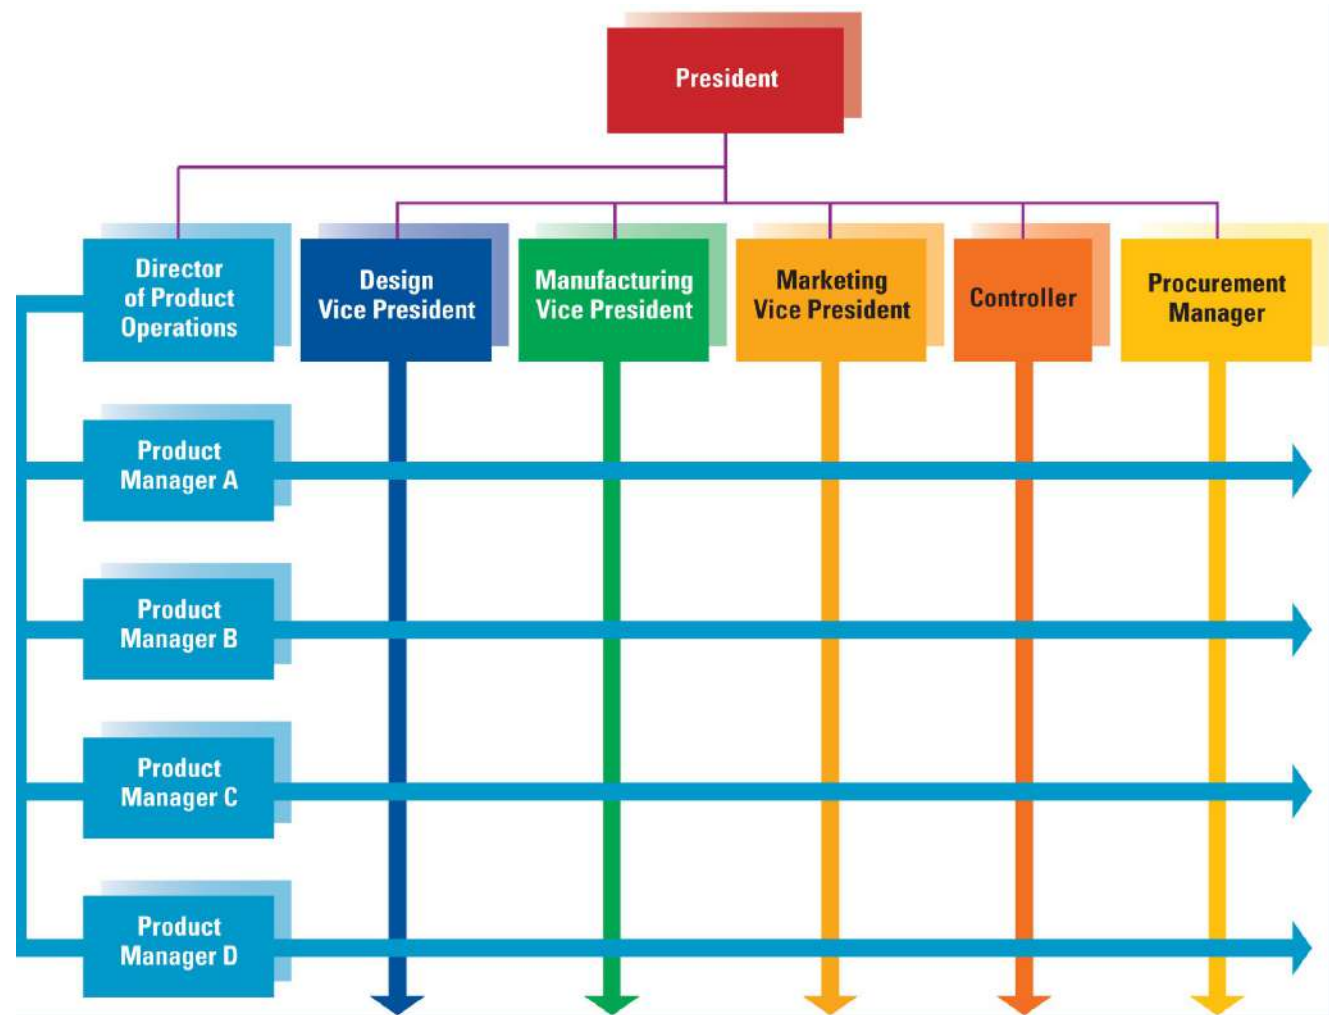 President
Director
of Product
Operations
Design
Vice President
Manufacturing
Vice President
Marketing
Vice President
Controller
Procurement
Manager
Product
Manager A
Product
Manager B
Product
Manager C
Product
Manager D